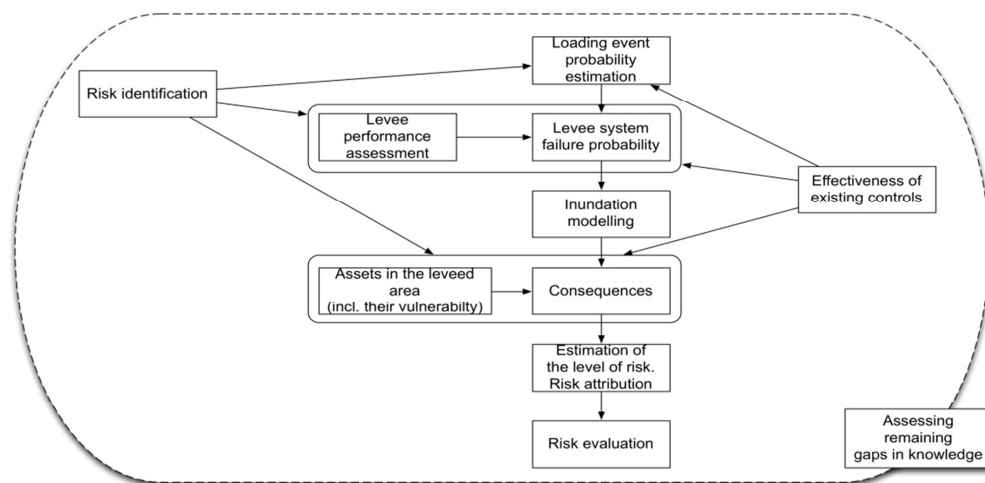 Loading event
probability
estimation
Risk identification
Levee
performance
assessment
Levee system
failure probability
Effectiveness of
existing controls
Inundation
modelling
Assets in the leveed
area
(incl. their vulnerabilty)
Consequences
Estimation of
the level of risk.
Risk attribution
Risk evaluation
Assessing
remaining
gaps in knowledge